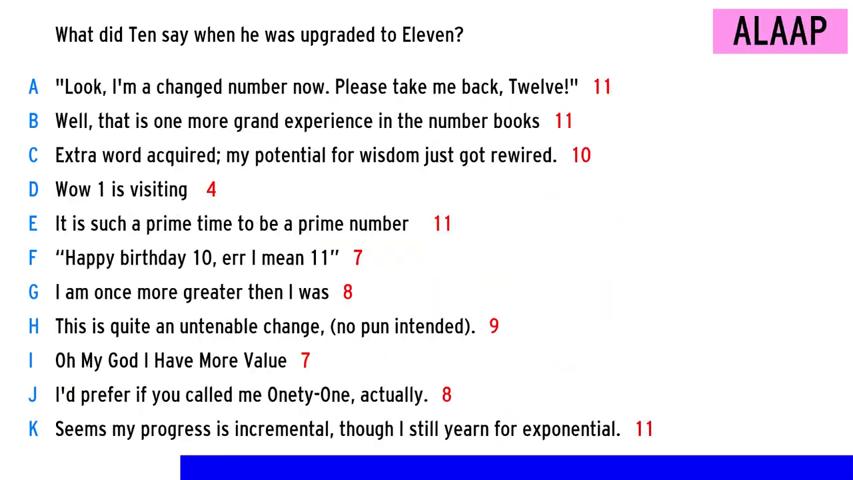 What did Ten say when he was upgraded to Eleven?
ALAAP
A "Look, I'm a changed number now. Please take me back, Twelve!" 11
B Well, that is one more grand experience in the number books 11
C Extra word acquired; my potential for wisdom just got rewired. 10
D Wow 1 is visiting 4
E It is such a prime time to be a prime number 11
F “Happy birthday 10, err I mean 11” 7
G I am once more greater then I was 8
H This is quite an untenable change, (no pun intended). 9
I Oh My God I Have More Value 7
J I'd prefer if you called me Onety-One, actually. 8
K Seems my progress is incremental, though I still yearn for exponential. 11